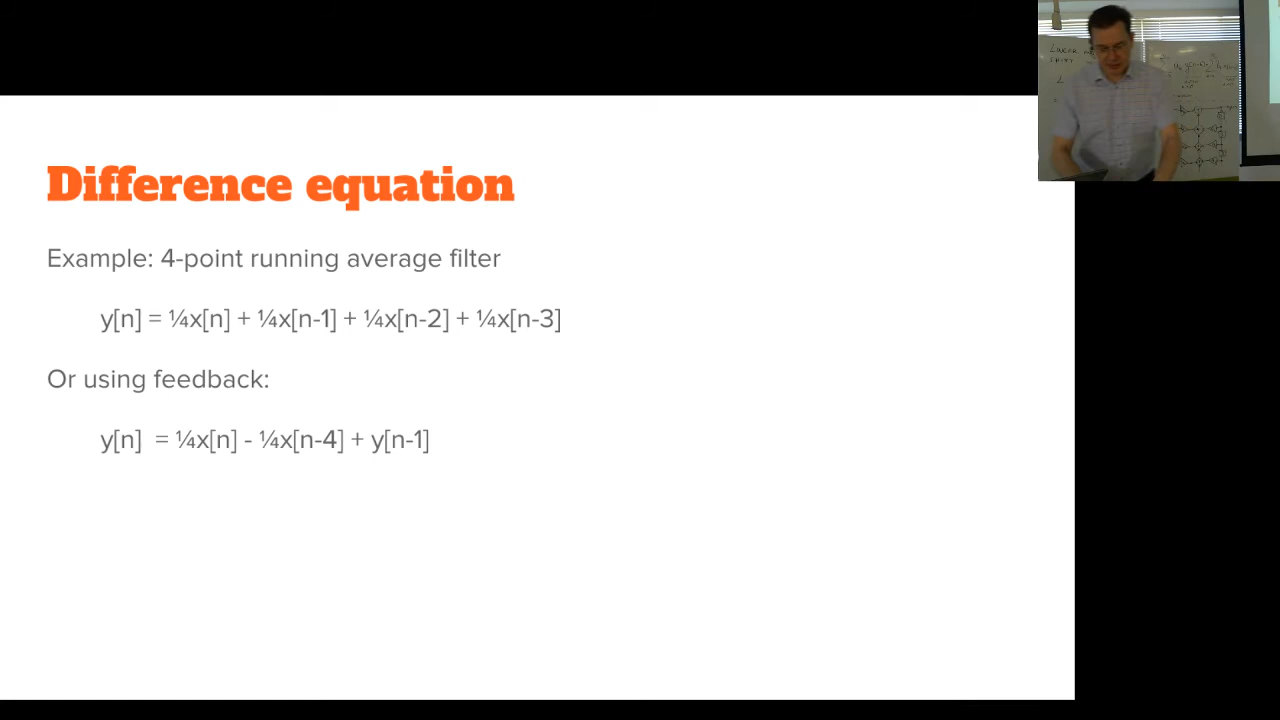 Difference equation
Example: 4-point running average filter
y[n] = ¼x[n] + ¼x[n-1] + ¼x[n-2] + ¼x[n-3]
Or using feedback:
y[n]  = ¼x[n] - ¼x[n-4] + y[n-1]